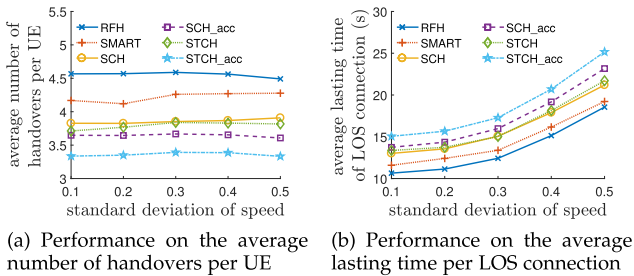 average number of
handovers per UE
5.5
5
4.5
4
3.5
3
RFH
SMART
SCH
SCH_acc
STCH
STCH_acc
0.1 0.2 0.3 0.4 0.5
standard deviation of speed
(a) Performance on the average
number of handovers per UE
average lasting time
of LOS connection (s)
30
25
20
15
10
RFH
SMART
SCH
SCH_acc
STCH
STCH_acc
0.1 0.2 0.3 0.4 0.5
standard deviation of speed
(b) Performance on the average
lasting time per LOS connection